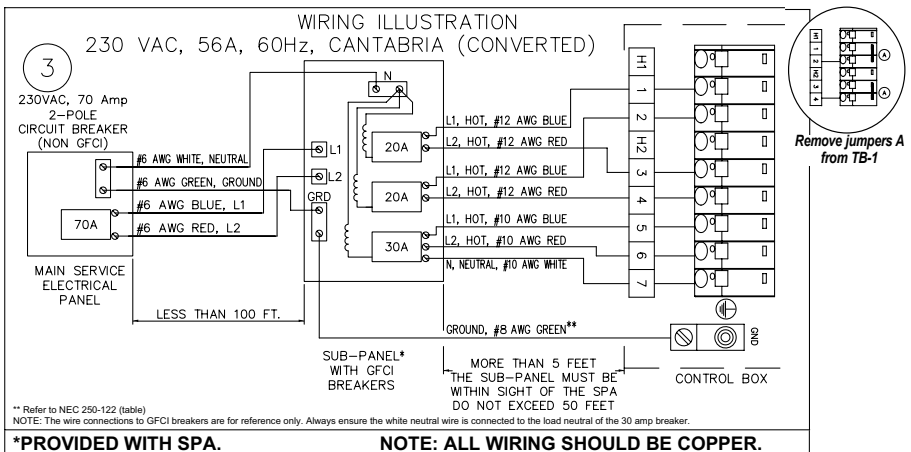 WIRING ILLUSTRATION
230 VAC, 56A, 60Hz, CANTABRIA (CONVERTED)
3
230VAC, 70 Amp
2-POLE
CIRCUIT BREAKER
(NON GFCI)
70A
MAIN SERVICE
ELECTRICAL
PANEL
#6 AWG WHITE, NEUTRAL
#6 AWG GREEN, GROUND
#6 AWG BLUE, L1
#6 AWG RED, L2
LESS THAN 100 FT.
N
L1
L2
GRD
20A
20A
30A
SUB-PANEL*
WITH GFCI
BREAKERS
L1, HOT, #12 AWG BLUE
L2, HOT, #12 AWG RED
L1, HOT, #12 AWG BLUE
L2, HOT, #12 AWG RED
L1, HOT, #10 AWG BLUE
L2, HOT, #10 AWG RED
N, NEUTRAL, #10 AWG WHITE
GROUND, #8 AWG GREEN**
MORE THAN 5 FEET
THE SUB-PANEL MUST BE
WITHIN SIGHT OF THE SPA
DO NOT EXCEED 50 FEET
H1
1
2
H2
3
4
5
6
7
GND
CONTROL BOX
H1
1
2
H2
3
4
A
A
Remove jumpers A
from TB-1
** Refer to NEC 250-122 (table)
NOTE: The wire connections to GFCI breakers are for reference only. Always ensure the white neutral wire is connected to the load neutral of the 30 amp breaker.
*PROVIDED WITH SPA. NOTE: ALL WIRING SHOULD BE COPPER.